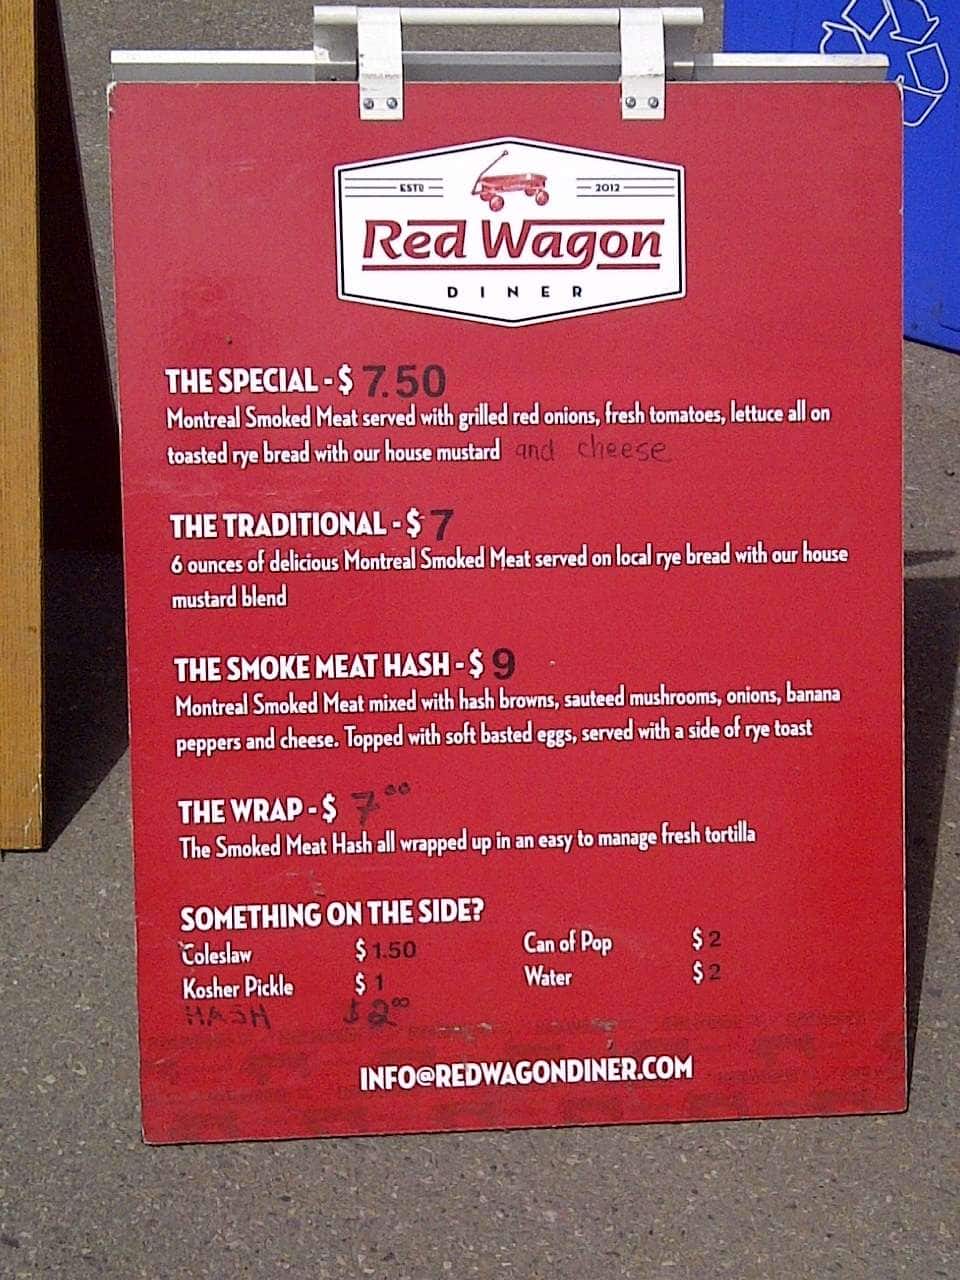 ESTD 2012
Red Wagon
DINER
THE SPECIAL - $ 7.50
Montreal Smoked Meat served with grilled red onions, fresh tomatoes, lettuce all on
toasted rye bread with our house mustard and cheese
THE TRADITIONAL - $ 7
6 ounces of delicious Montreal Smoked Meat served on local rye bread with our house
mustard blend
THE SMOKE MEAT HASH - $ 9
Montreal Smoked Meat mixed with hash browns, sauteed mushrooms, onions, banana
peppers and cheese. Topped with soft basted eggs, served with a side of rye toast
THE WRAP - $ 7.00
The Smoked Meat Hash all wrapped up in an easy to manage fresh tortilla
SOMETHING ON THE SIDE?
Coleslaw $ 1.50 Can of Pop $ 2
Kosher Pickle $ 1 Water $ 2
HASH $2.00
INFO@REDWAGONDINER.COM